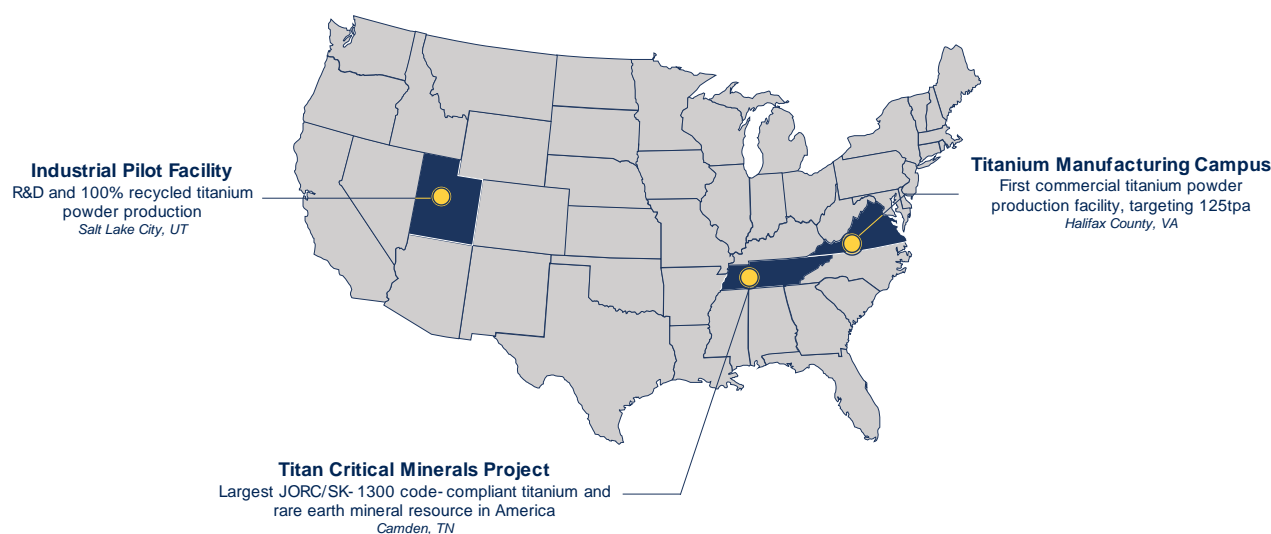 Industrial Pilot Facility
R&D and 100% recycled titanium
powder production
Salt Lake City, UT
Titanium Manufacturing Campus
First commercial titanium powder
production facility, targeting 125tpa
Halifax County, VA
Titan Critical Minerals Project
Largest JORC/SK-1300 code-compliant titanium and
rare earth mineral resource in America
Camden, TN